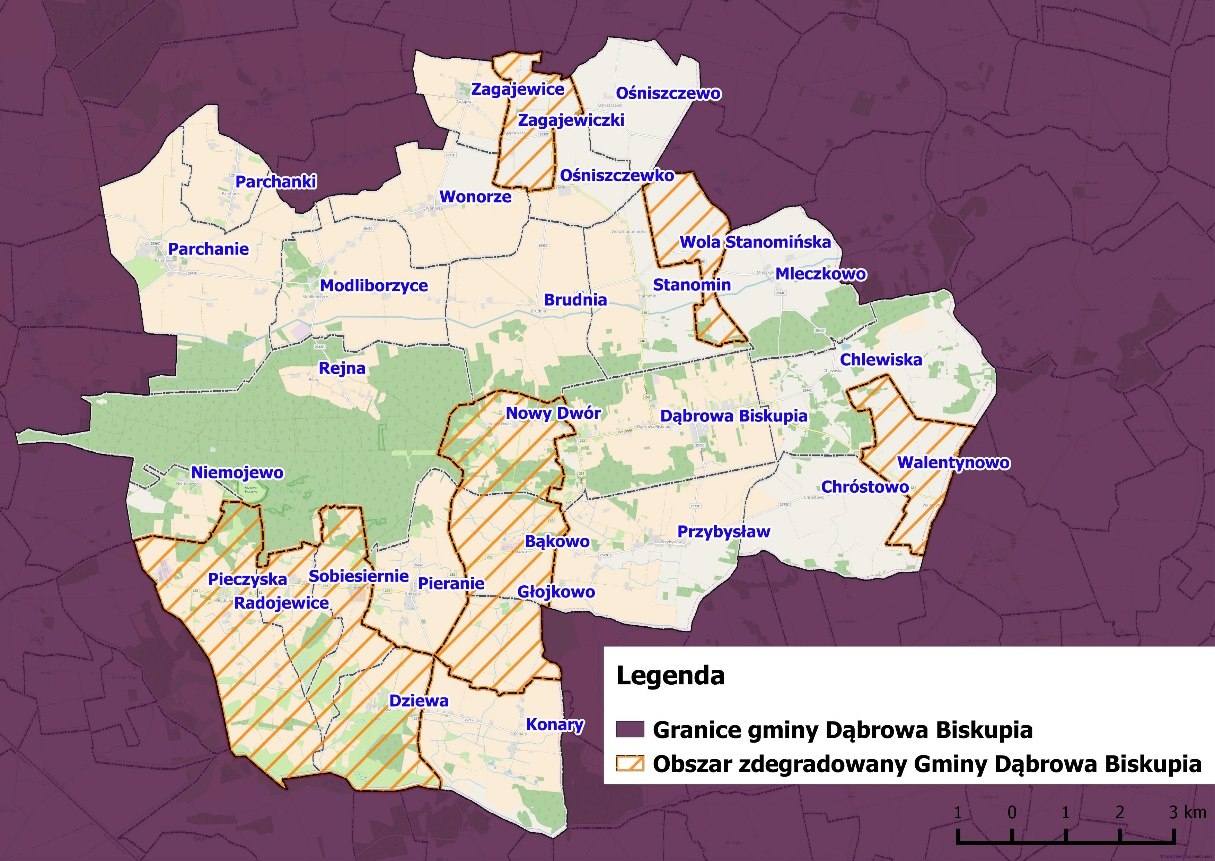 Zagajewice
Ośniszczewo
Zagajewiczki
Ośniszczewko
Parchanki
Wonorze
Parchanie
Wola Stanomińska
Mleczkowo
Modliborzyce
Stanomin
Brudnia
Chlewiska
Rejna
Nowy Dwór
Dąbrowa Biskupia
Walentynowo
Niemojewo
Chróstowo
Przybysław
Bąkowo
Pieczyska
Sobiesiernie
Pieranie
Głojkowo
Radojewice
Dziewa
Konary
Legenda
Granice gminy Dąbrowa Biskupia
Obszar zdegradowany Gminy Dąbrowa Biskupia
1 0 1 2 3 km